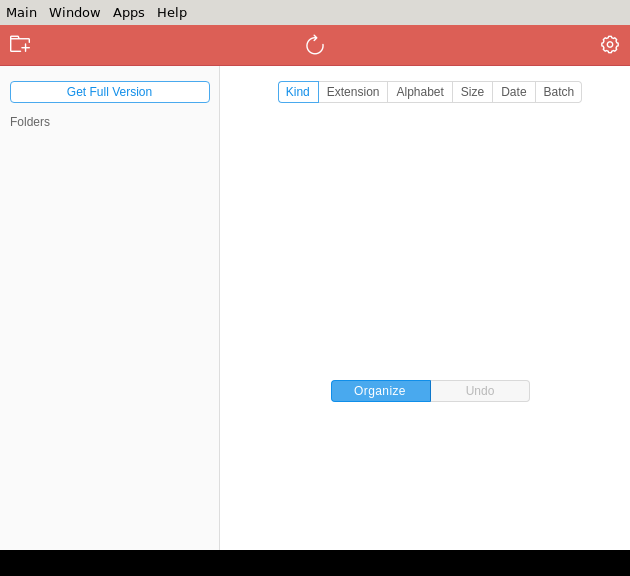 Main Window Apps Help
Get Full Version
Folders
Kind Extension Alphabet Size Date Batch
Organize Undo